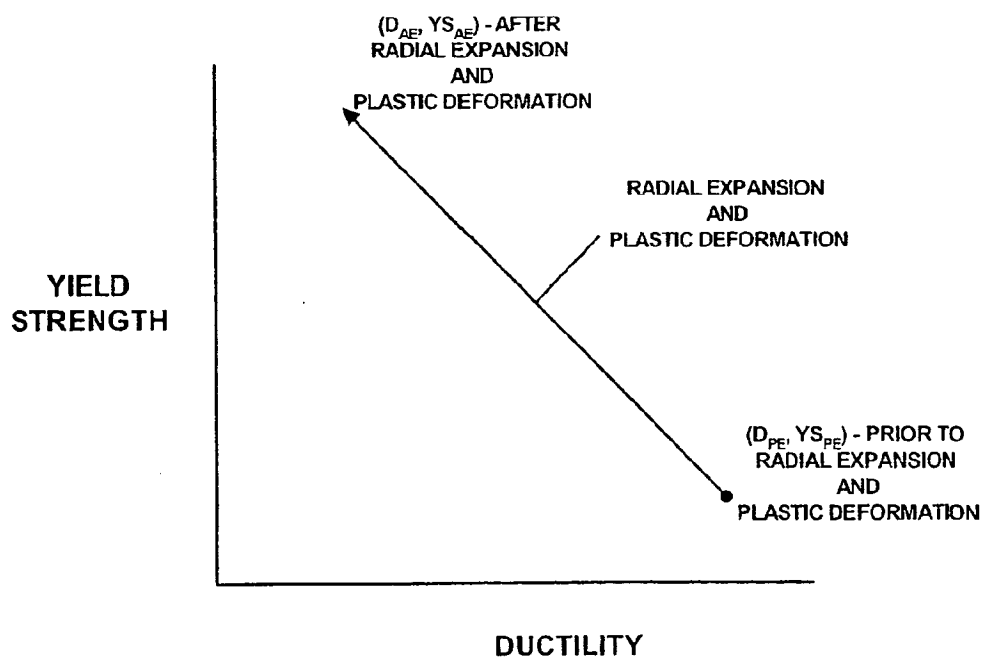 (D_AE, YS_AE) - AFTER
RADIAL EXPANSION
AND
PLASTIC DEFORMATION
RADIAL EXPANSION
AND
PLASTIC DEFORMATION
YIELD
STRENGTH
(D_PE, YS_PE) - PRIOR TO
RADIAL EXPANSION
AND
PLASTIC DEFORMATION
DUCTILITY